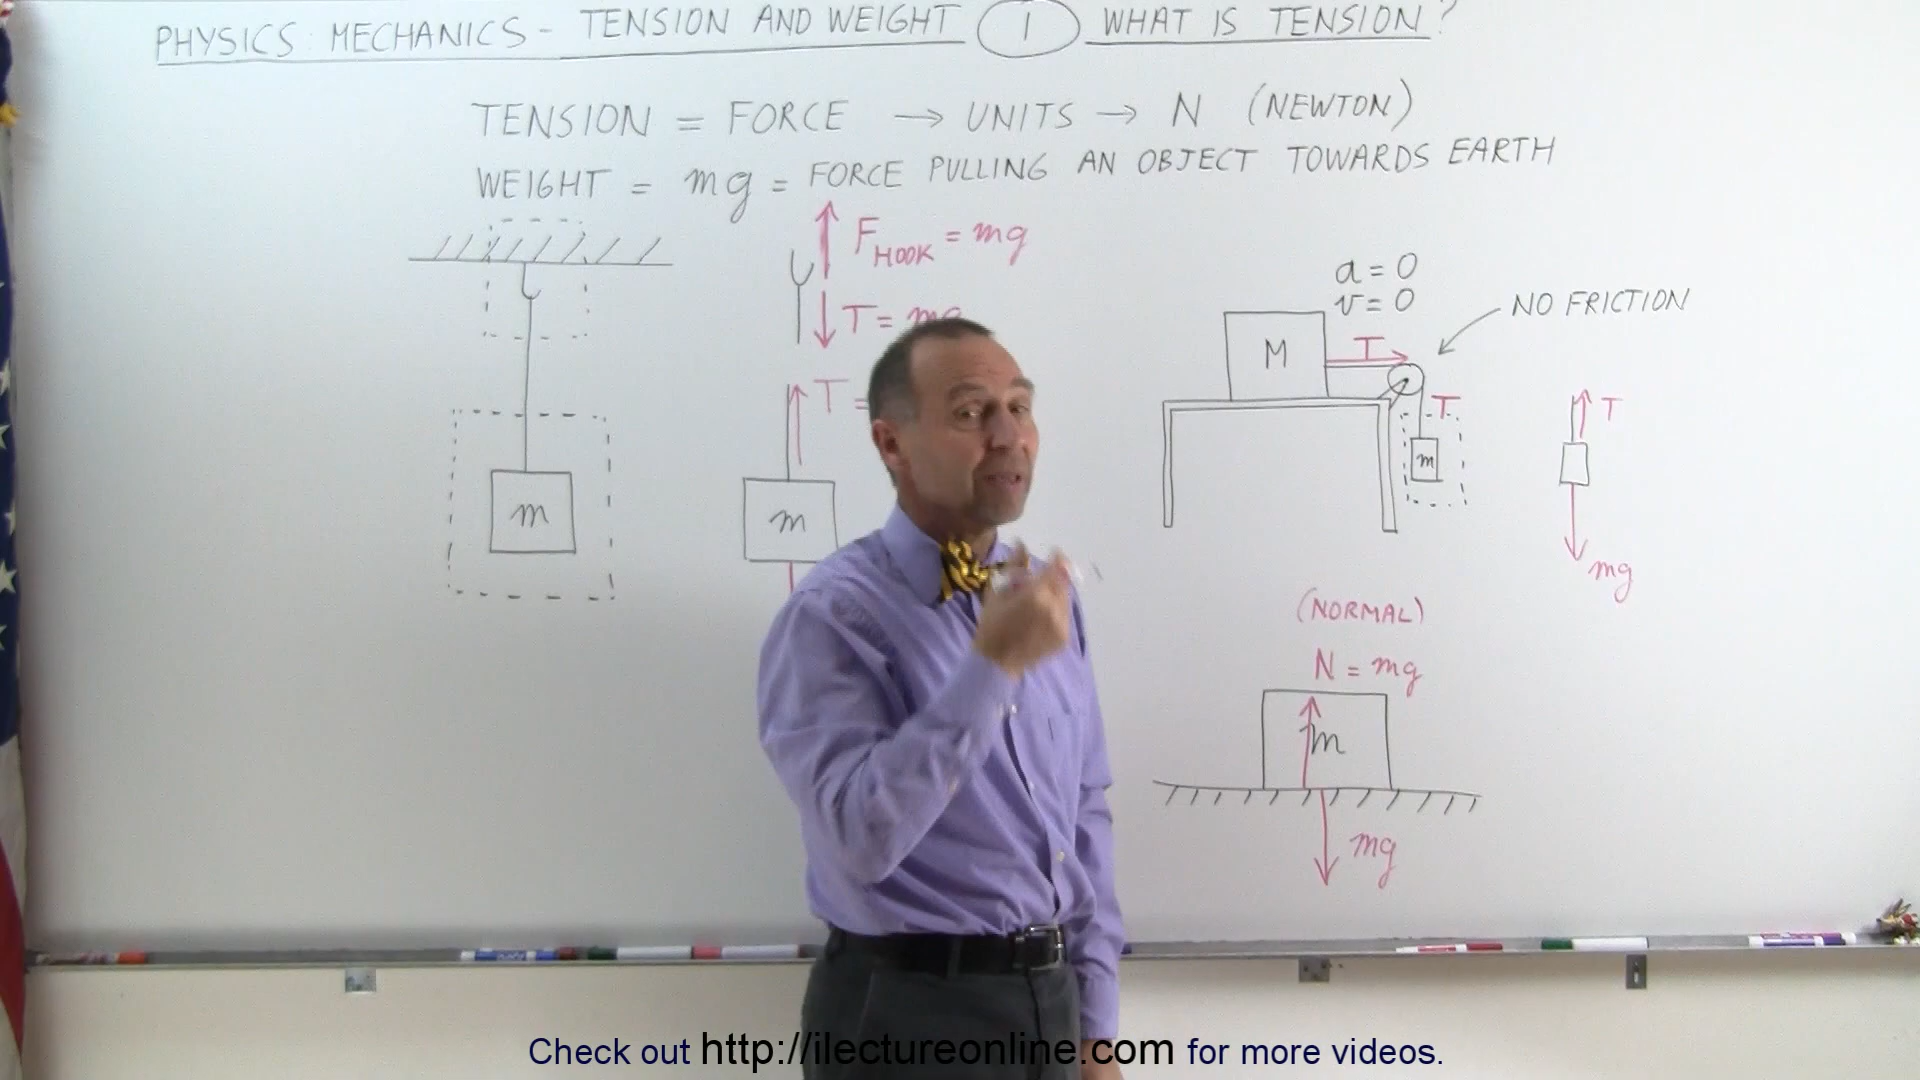 PHYSICS MECHANICS - TENSION AND WEIGHT 1 WHAT IS TENSION?
TENSION = FORCE → UNITS → N (NEWTON)
WEIGHT = mg = FORCE PULLING AN OBJECT TOWARDS EARTH
F HOOK = mg
T = mg
T =
m
m
a = 0
v = 0
NO FRICTION
M
T
T
m
T
mg
(NORMAL)
N = mg
m
mg
Check out http://ilectureonline.com for more videos.